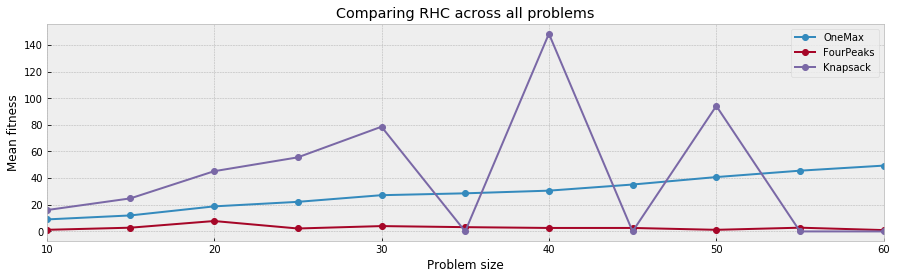 Comparing RHC across all problems
Mean fitness
140
120
100
80
60
40
20
0
OneMax
FourPeaks
Knapsack
10 20 30 40 50 60
Problem size